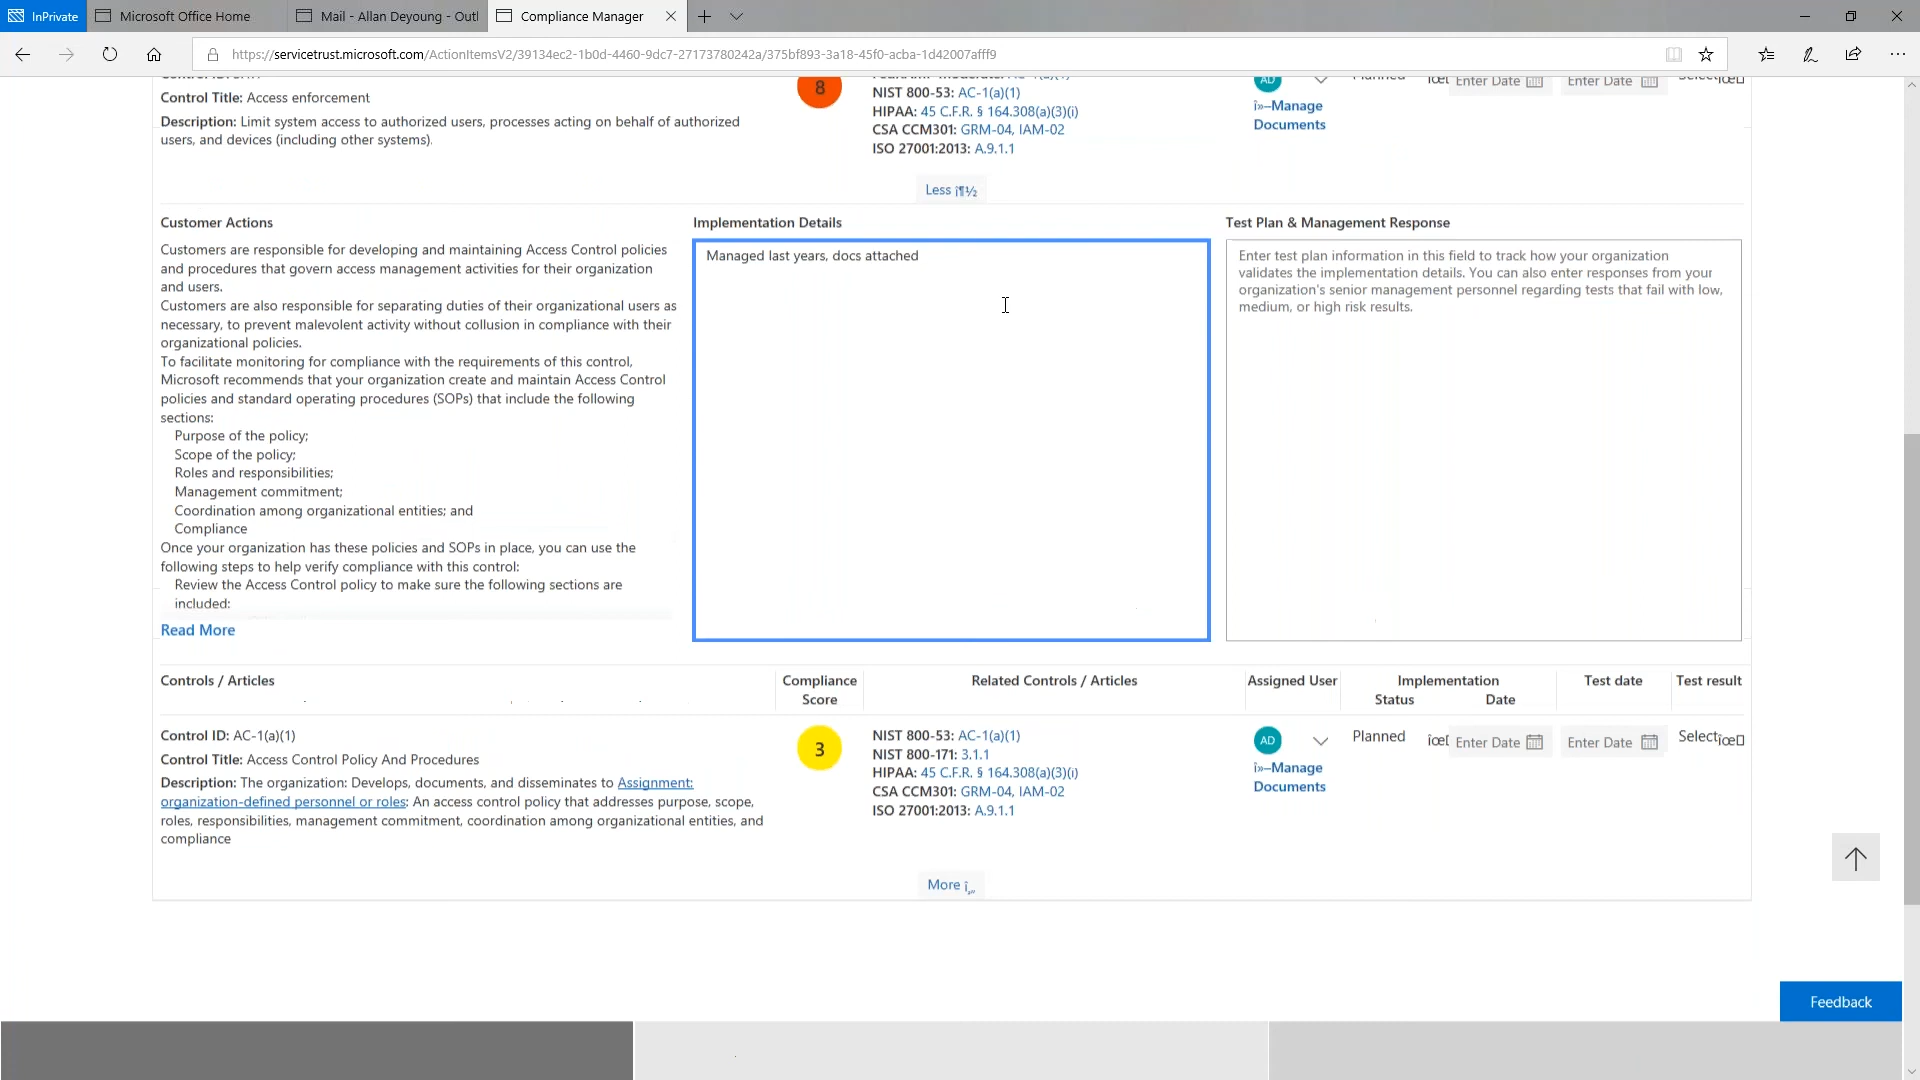 InPrivate
Microsoft Office Home
Mail - Allan Deyoung - Outl
Compliance Manager
https://servicetrust.microsoft.com/ActionItemsV2/39134ec2-1b0d-4460-9dc7-27173780242a/375bf893-3a18-45f0-acba-1d42007afff9
Control Title: Access enforcement
Description: Limit system access to authorized users, processes acting on behalf of authorized
users, and devices (including other systems).
8
NIST 800-53: AC-1(a)(1)
HIPAA: 45 C.F.R. § 164.308(a)(3)(i)
CSA CCM301: GRM-04, IAM-02
ISO 27001:2013: A.9.1.1
AD
Planned
Enter Date
Enter Date
Select
Manage
Documents
Less
Customer Actions
Customers are responsible for developing and maintaining Access Control policies
and procedures that govern access management activities for their organization
and users.
Customers are also responsible for separating duties of their organizational users as
necessary, to prevent malevolent activity without collusion in compliance with their
organizational policies.
To facilitate monitoring for compliance with the requirements of this control,
Microsoft recommends that your organization create and maintain Access Control
policies and standard operating procedures (SOPs) that include the following
sections:
Purpose of the policy;
Scope of the policy;
Roles and responsibilities;
Management commitment;
Coordination among organizational entities; and
Compliance
Once your organization has these policies and SOPs in place, you can use the
following steps to help verify compliance with this control:
Review the Access Control policy to make sure the following sections are
included:
Read More
Implementation Details
Managed last years, docs attached
Test Plan & Management Response
Enter test plan information in this field to track how your organization
validates the implementation details. You can also enter responses from your
organization's senior management personnel regarding tests that fail with low,
medium, or high risk results.
Controls / Articles
Compliance
Score
Related Controls / Articles
Assigned User
Implementation
Status
Date
Test date
Test result
Control ID: AC-1(a)(1)
Control Title: Access Control Policy And Procedures
Description: The organization: Develops, documents, and disseminates to Assignment:
organization-defined personnel or roles: An access control policy that addresses purpose, scope,
roles, responsibilities, management commitment, coordination among organizational entities, and
compliance
3
NIST 800-53: AC-1(a)(1)
NIST 800-171: 3.1.1
HIPAA: 45 C.F.R. § 164.308(a)(3)(i)
CSA CCM301: GRM-04, IAM-02
ISO 27001:2013: A.9.1.1
AD
î»–Manage
Documents
Planned
Enter Date
Enter Date
Select
More
Feedback